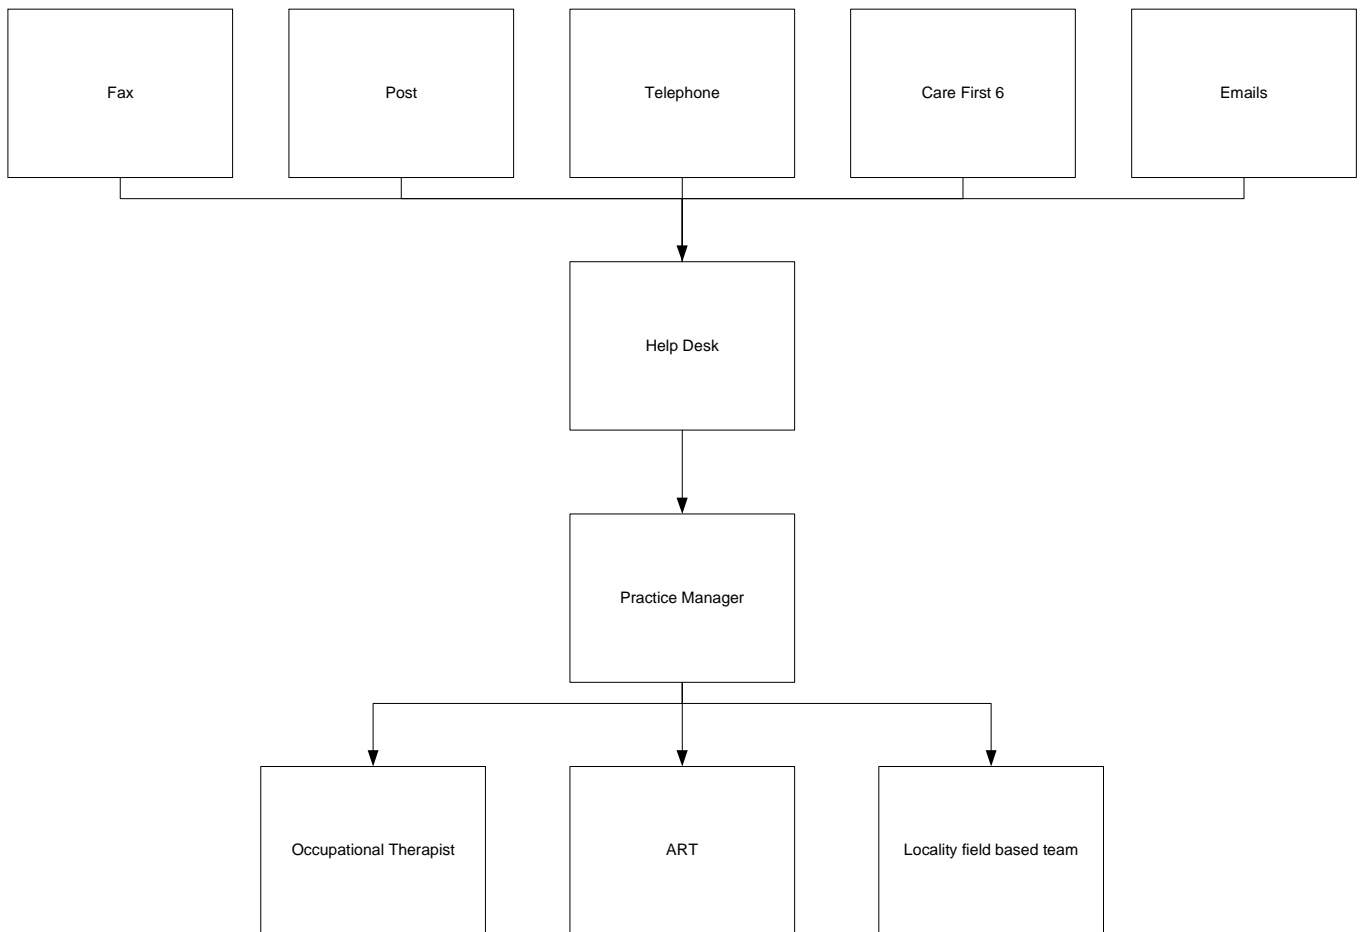 Fax
Post
Telephone
Care First 6
Emails
Help Desk
Practice Manager
Occupational Therapist
ART
Locality field based team